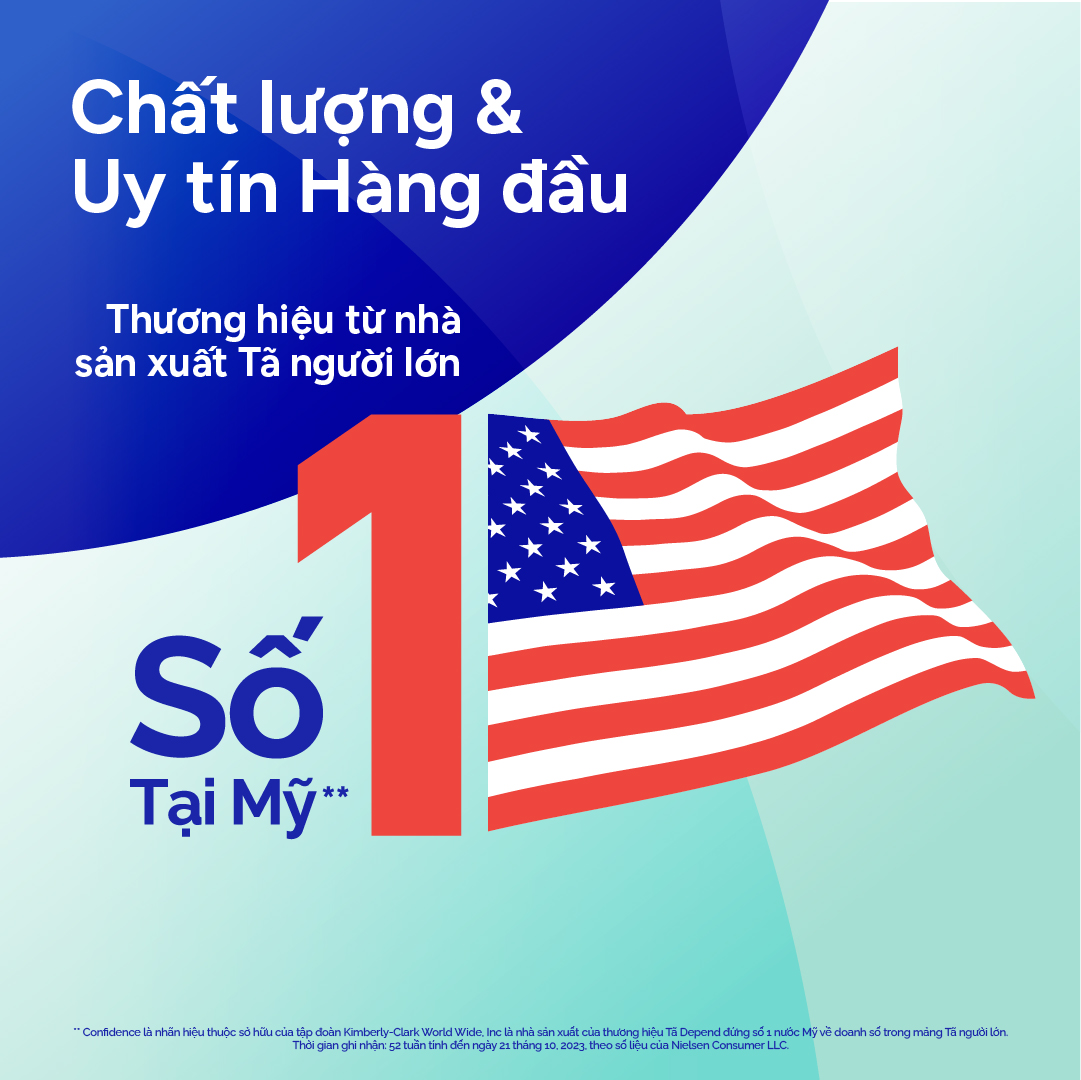 Chất lượng &
Uy tín Hàng đầu
Thương hiệu từ nhà
sản xuất Tã người lớn
Số 1
Tại Mỹ**
** Confidence là nhãn hiệu thuộc sở hữu của tập đoàn Kimberly-Clark World Wide, Inc là nhà sản xuất của thương hiệu Tã Depend đứng số 1 nước Mỹ về doanh số trong mảng Tã người lớn.
Thời gian ghi nhận: 52 tuần tính đến ngày 21 tháng 10, 2023, theo số liệu của Nielsen Consumer LLC.